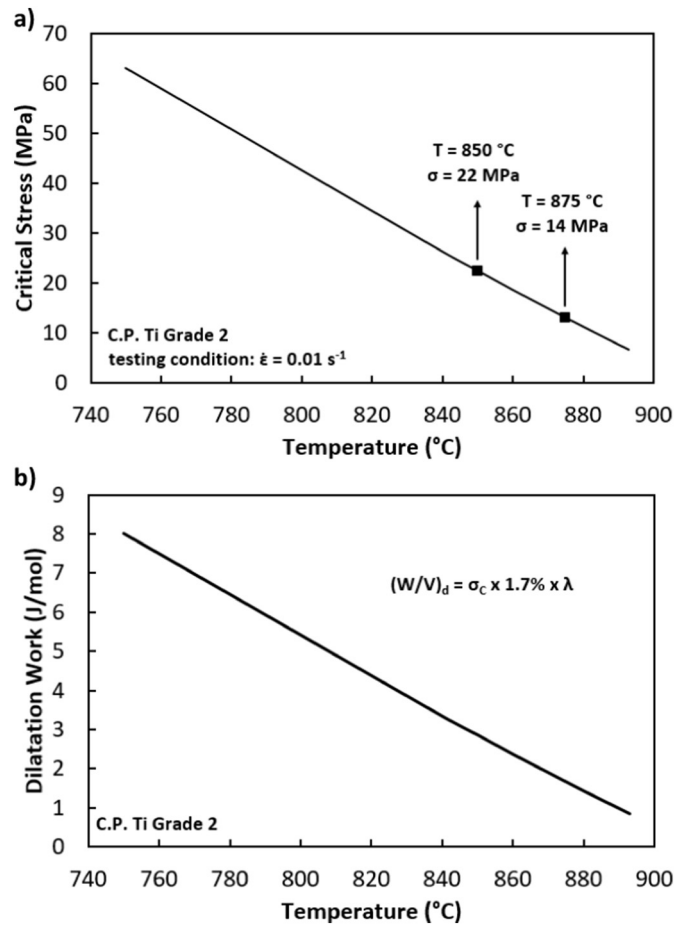 a)
70
60
50
40
30
20
10
0
Critical Stress (MPa)
T = 850 °C
σ = 22 MPa
T = 875 °C
σ = 14 MPa
C.P. Ti Grade 2
testing condition: ε̇ = 0.01 s⁻¹
740 760 780 800 820 840 860 880 900
Temperature (°C)
b)
9
8
7
6
5
4
3
2
1
0
Dilatation Work (J/mol)
(W/V)d = σC x 1.7% x λ
C.P. Ti Grade 2
740 760 780 800 820 840 860 880 900
Temperature (°C)